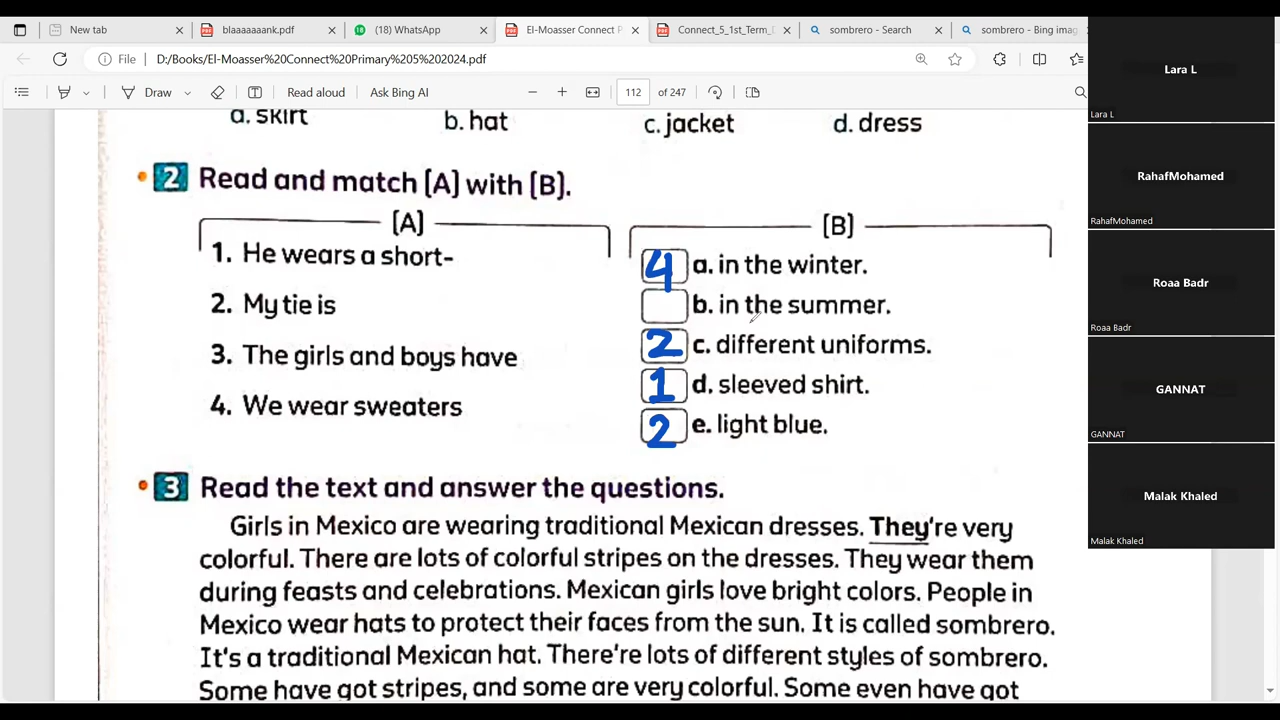 New tab
blaaaaaank.pdf
(18) WhatsApp
El-Moasser Connect P
Connect_5_1st_Term_
sombrero - Search
sombrero - Bing imag
File
D:/Books/El-Moasser%20Connect%20Primary%205%202024.pdf
Draw
Read aloud
Ask Bing AI
112 of 247
a. skirt b. hat c. jacket d. dress
2 Read and match (A) with (B).
(A) (B)
1. He wears a short-
4 a. in the winter.
2. My tie is
b. in the summer.
3. The girls and boys have
2 c. different uniforms.
1 d. sleeved shirt.
4. We wear sweaters
2 e. light blue.
3 Read the text and answer the questions.
Girls in Mexico are wearing traditional Mexican dresses. They're very
colorful. There are lots of colorful stripes on the dresses. They wear them
during feasts and celebrations. Mexican girls love bright colors. People in
Mexico wear hats to protect their faces from the sun. It is called sombrero.
It's a traditional Mexican hat. There're lots of different styles of sombrero.
Some have got stripes, and some are very colorful. Some even have got
Lara L
Lara L
RahafMohamed
RahafMohamed
Roaa Badr
Roaa Badr
GANNAT
GANNAT
Malak Khaled
Malak Khaled